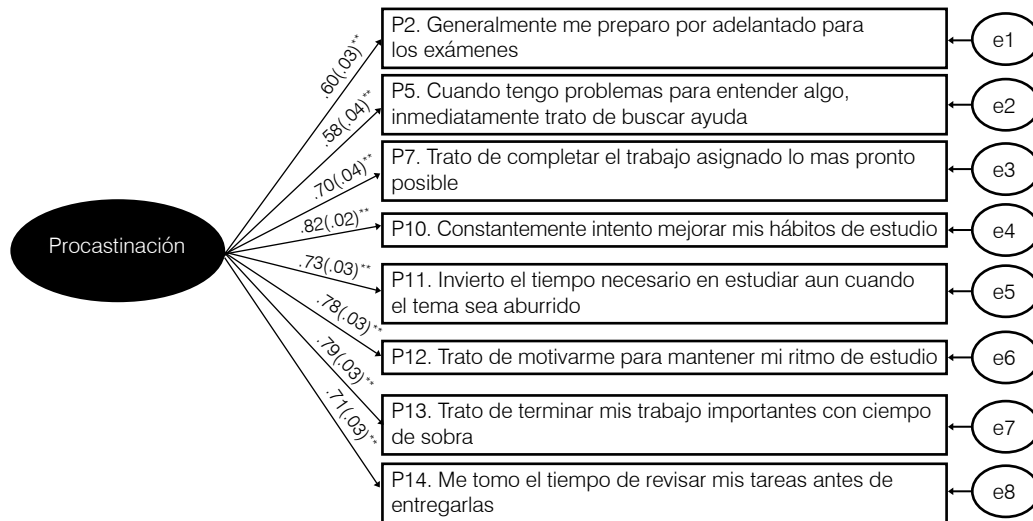 P2. Generalmente me preparo por adelantado para
los exámenes
e1
.60(.03)**
P5. Cuando tengo problemas para entender algo,
inmediatamente trato de buscar ayuda
e2
.58(.04)**
P7. Trato de completar el trabajo asignado lo mas pronto
posible
e3
.70(.04)**
P10. Constantemente intento mejorar mis hábitos de estudio
e4
.82(.02)**
Procastinación
P11. Invierto el tiempo necesario en estudiar aun cuando
el tema sea aburrido
e5
.73(.03)**
P12. Trato de motivarme para mantener mi ritmo de estudio
e6
.78(.03)**
P13. Trato de terminar mis trabajo importantes con ciempo
de sobra
e7
.79(.03)**
P14. Me tomo el tiempo de revisar mis tareas antes de
entregarlas
e8
.71(.03)**